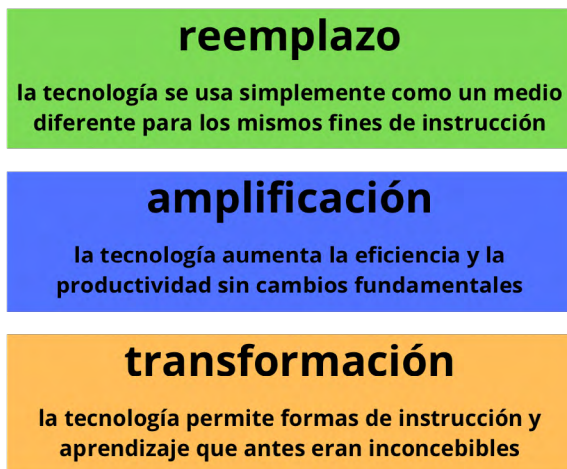 reemplazo
la tecnología se usa simplemente como un medio
diferente para los mismos fines de instrucción
amplificación
la tecnología aumenta la eficiencia y la
productividad sin cambios fundamentales
transformación
la tecnología permite formas de instrucción y
aprendizaje que antes eran inconcebibles